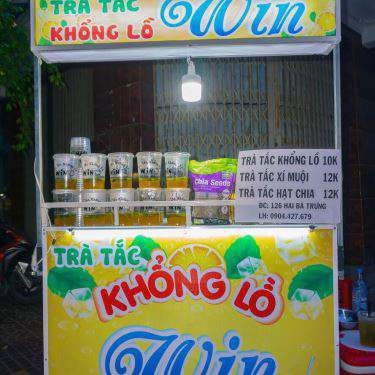 TRÀ TẮC
KHỔNG LỒ
Win
Chia Seeds
TRÀ TẮC KHỔNG LỒ 10K
TRÀ TẮC XÍ MUỘI 12K
TRÀ TẮC HẠT CHIA 12K
ĐC: 126 HAI BÀ TRƯNG
LH: 0904.427.679
TRÀ TẮC
KHỔNG LỒ
Win